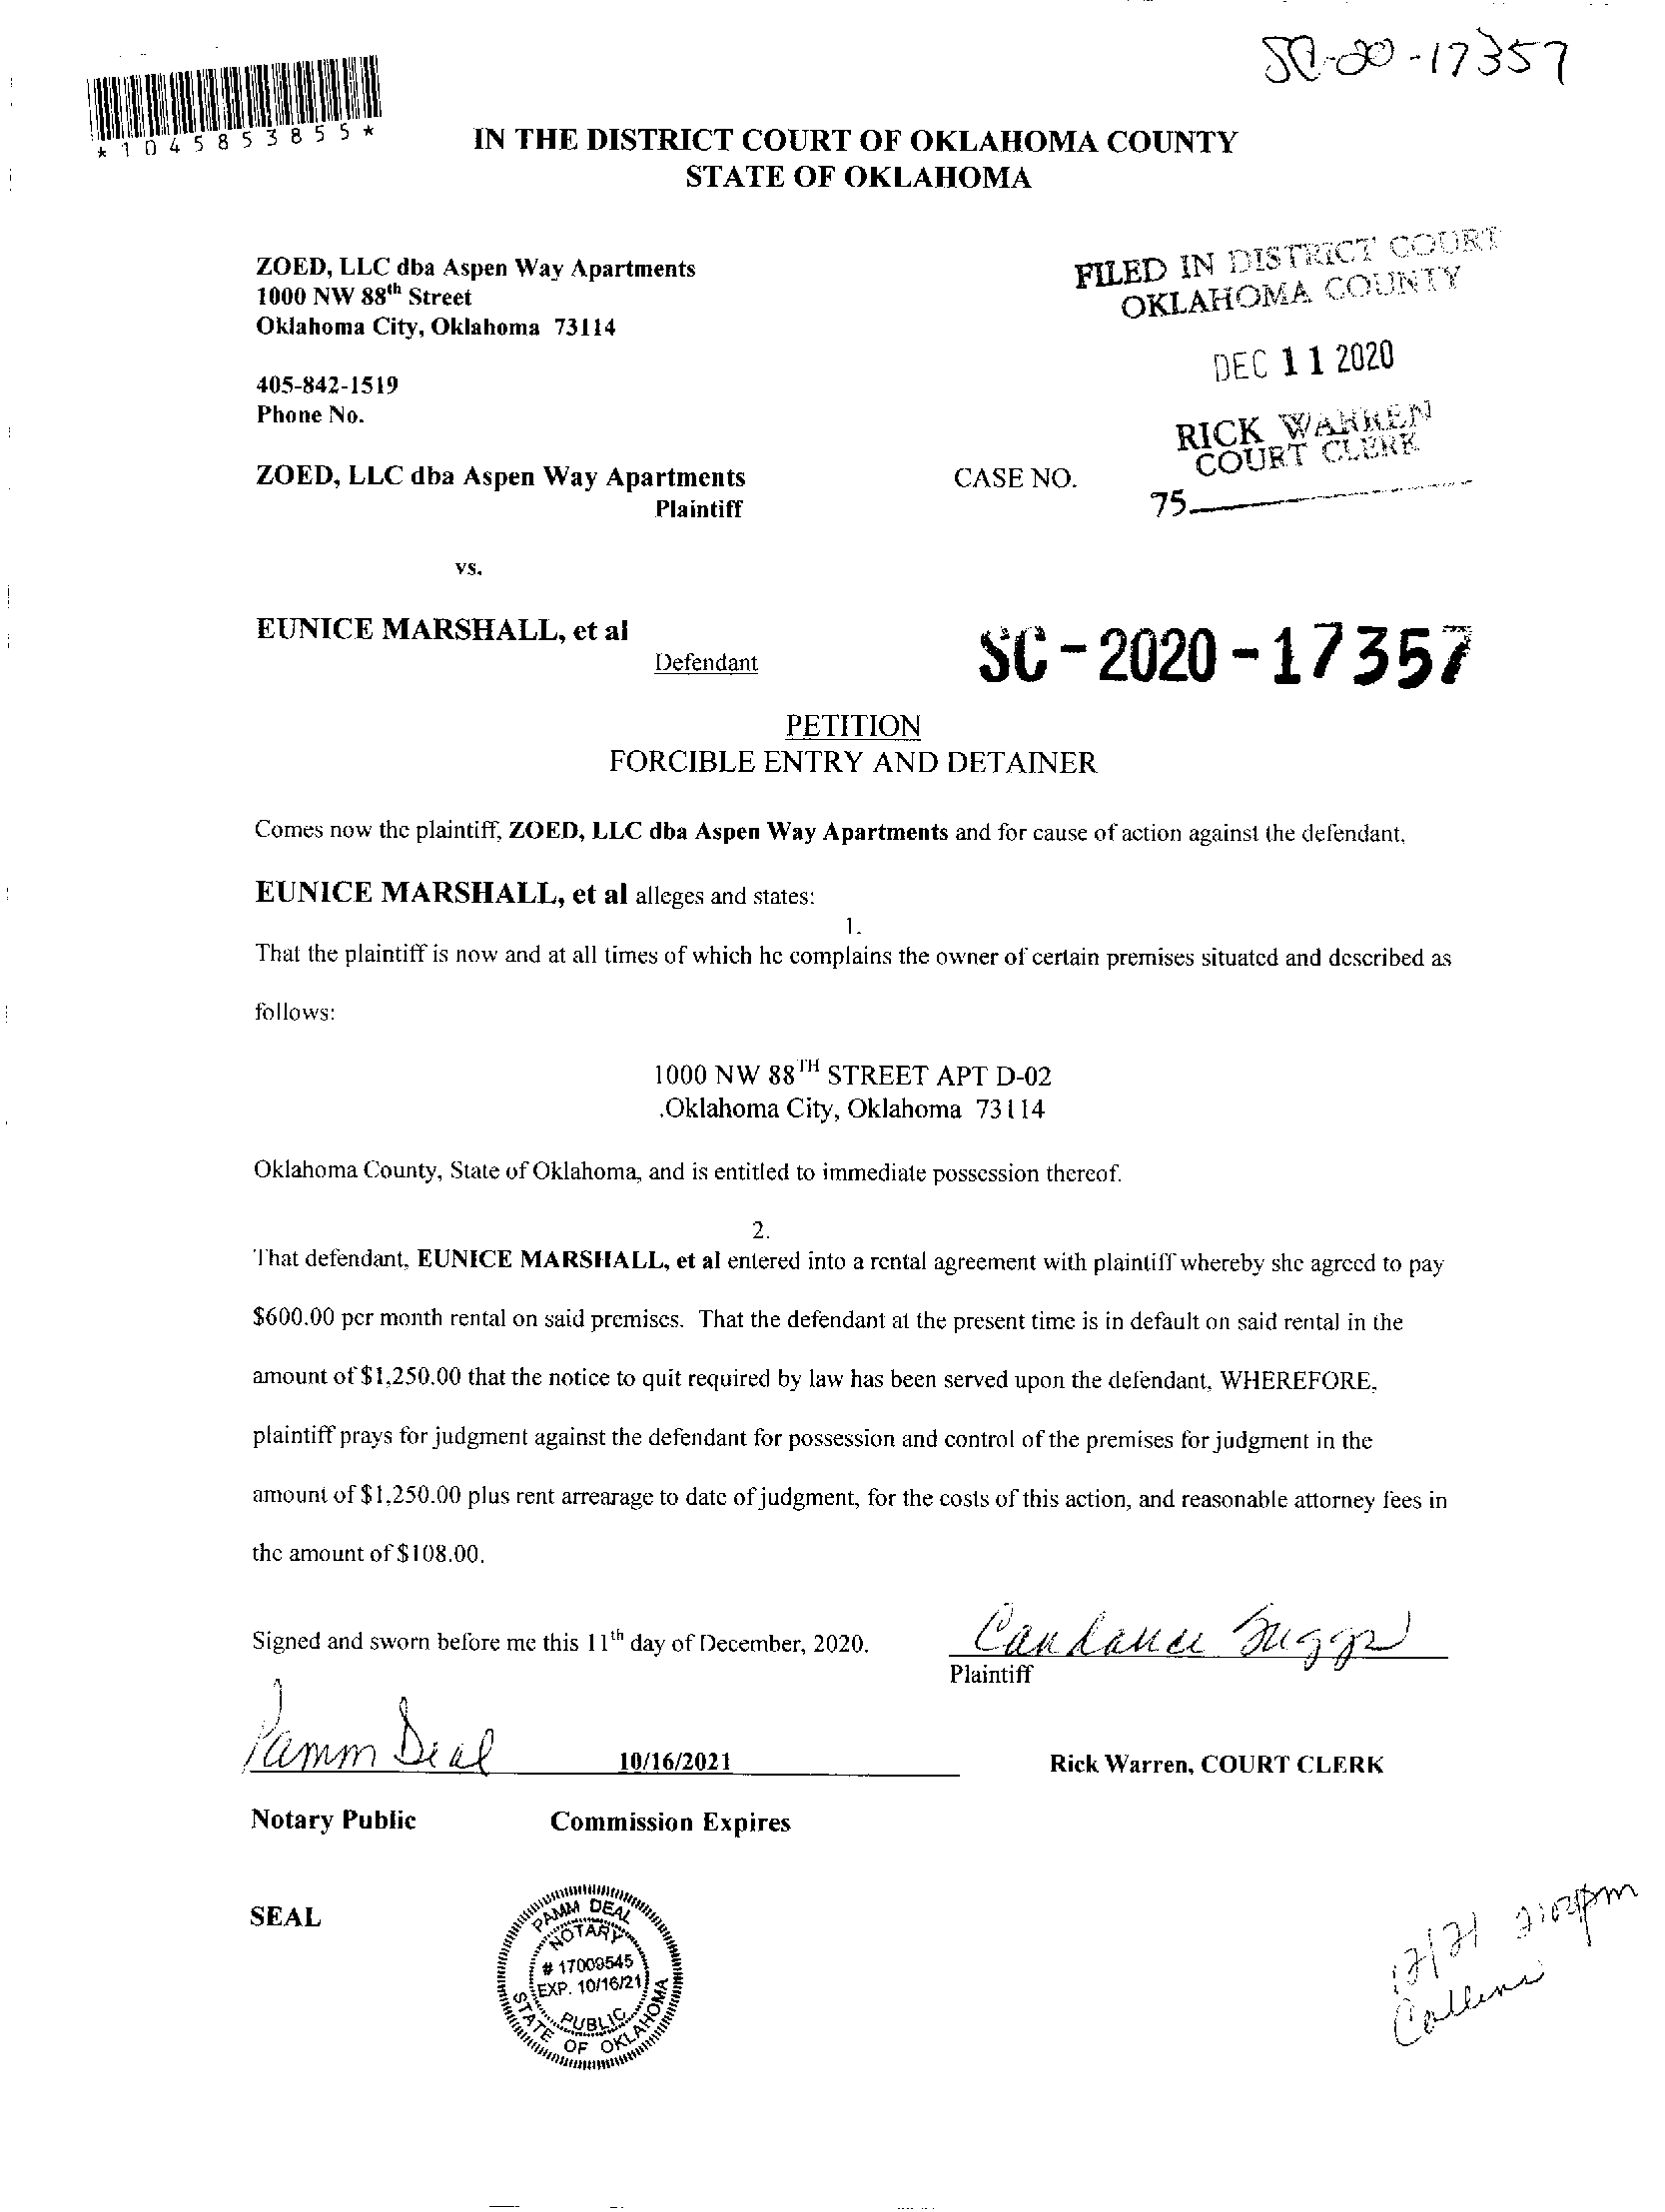 SC-20-17357
*1045853855*
IN THE DISTRICT COURT OF OKLAHOMA COUNTY
STATE OF OKLAHOMA
ZOED, LLC dba Aspen Way Apartments
1000 NW 88th Street
Oklahoma City, Oklahoma 73114
FILED IN DISTRICT COURT
OKLAHOMA COUNTY
DEC 11 2020
405-842-1519
Phone No.
RICK WARREN
COURT CLERK
75
ZOED, LLC dba Aspen Way Apartments
Plaintiff
CASE NO.
vs.
EUNICE MARSHALL, et al
Defendant
SC-2020-17357
PETITION
FORCIBLE ENTRY AND DETAINER
Comes now the plaintiff, ZOED, LLC dba Aspen Way Apartments and for cause of action against the defendant,
EUNICE MARSHALL, et al alleges and states:
1.
That the plaintiff is now and at all times of which he complains the owner of certain premises situated and described as
follows:
1000 NW 88TH STREET APT D-02
.Oklahoma City, Oklahoma 73114
Oklahoma County, State of Oklahoma, and is entitled to immediate possession thereof.
2.
That defendant, EUNICE MARSHALL, et al entered into a rental agreement with plaintiff whereby she agreed to pay
$600.00 per month rental on said premises. That the defendant at the present time is in default on said rental in the
amount of $1,250.00 that the notice to quit required by law has been served upon the defendant, WHEREFORE,
plaintiff prays for judgment against the defendant for possession and control of the premises for judgment in the
amount of $1,250.00 plus rent arrearage to date of judgment, for the costs of this action, and reasonable attorney fees in
the amount of $108.00.
Signed and sworn before me this 11th day of December, 2020.
Candance Suggs
Plaintiff
Pamm Deal
10/16/2021
Rick Warren, COURT CLERK
Notary Public Commission Expires
SEAL
PAMM DEAL
NOTARY
# 17009545
EXP. 10/16/21
PUBLIC
STATE OF OKLAHOMA
12/21 2:02pm
Collins